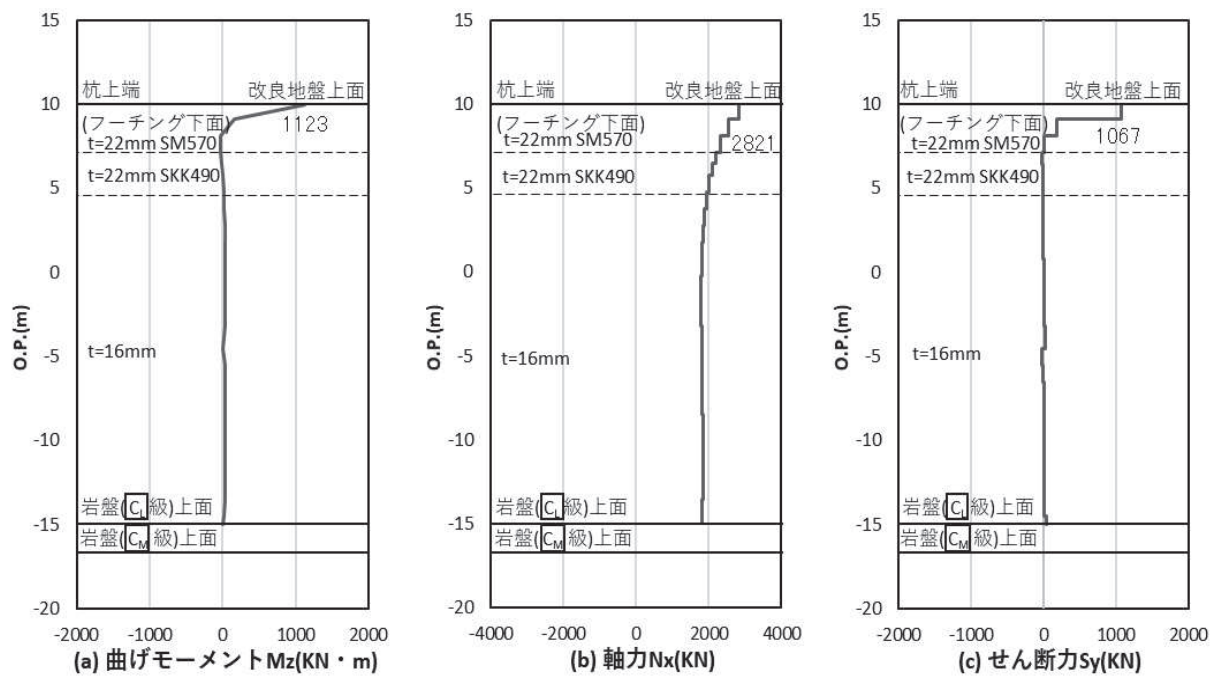 15
杭上端
改良地盤上面
10
(フーチング下面)
1123
t=22mm SM570
t=22mm SKK490
5
0
O.P.(m)
-5
t=16mm
-10
岩盤(CL級)上面
-15
岩盤(CM級)上面
-20
-2000 -1000 0 1000 2000
(a) 曲げモーメントMz(KN・m)
15
杭上端
改良地盤上面
10
(フーチング下面)
t=22mm SM570
2821
t=22mm SKK490
5
0
O.P.(m)
-5
t=16mm
-10
岩盤(CL級)上面
-15
岩盤(CM級)上面
-20
-4000 -2000 0 2000 4000
(b) 軸力Nx(KN)
15
杭上端
改良地盤上面
10
(フーチング下面)
t=22mm SM570
1067
t=22mm SKK490
5
0
O.P.(m)
-5
t=16mm
-10
岩盤(CL級)上面
-15
岩盤(CM級)上面
-20
-2000 -1000 0 1000 2000
(c) せん断力Sy(KN)